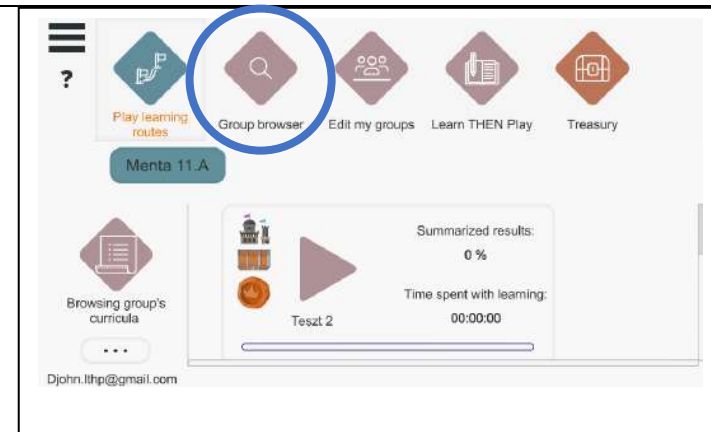 ?
Play learning
routes
Group browser
Edit my groups
Learn THEN Play
Treasury
Menta 11.A
Browsing group's
curricula
...
Djohn.lthp@gmail.com
Teszt 2
Summarized results:
0 %
Time spent with learning:
00:00:00